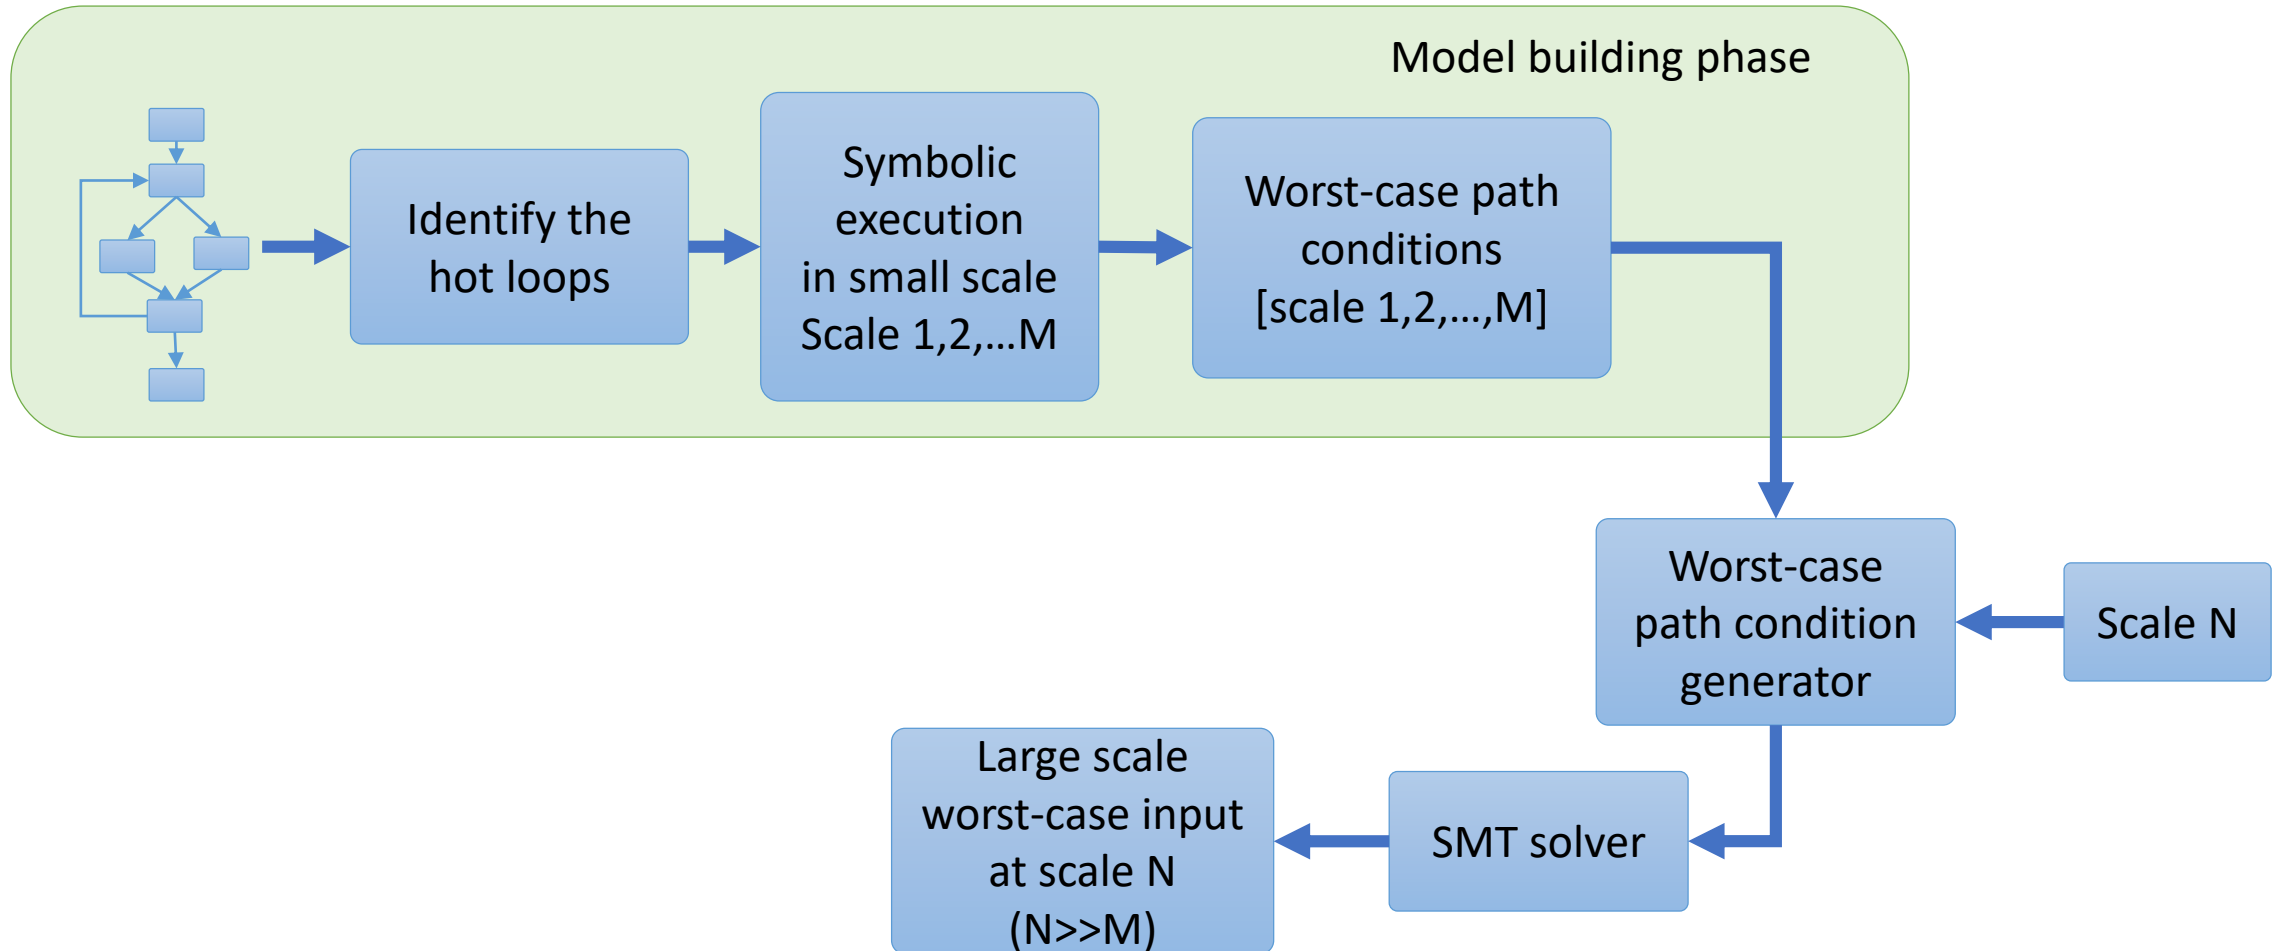 Model building phase
Identify the
hot loops
Symbolic
execution
in small scale
Scale 1,2,...M
Worst-case path
conditions
[scale 1,2,...,M]
Worst-case
path condition
generator
Scale N
SMT solver
Large scale
worst-case input
at scale N
(N>>M)